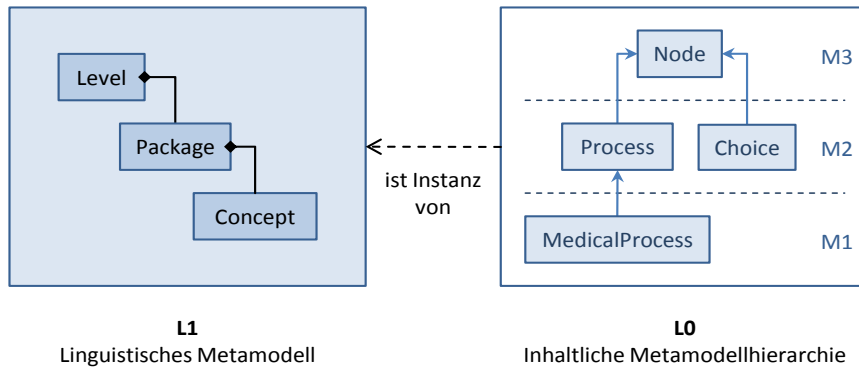 Level
Package
Concept
ist Instanz
von
Node
M3
Process
Choice
M2
MedicalProcess
M1
L1
Linguistisches Metamodell
L0
Inhaltliche Metamodellhierarchie